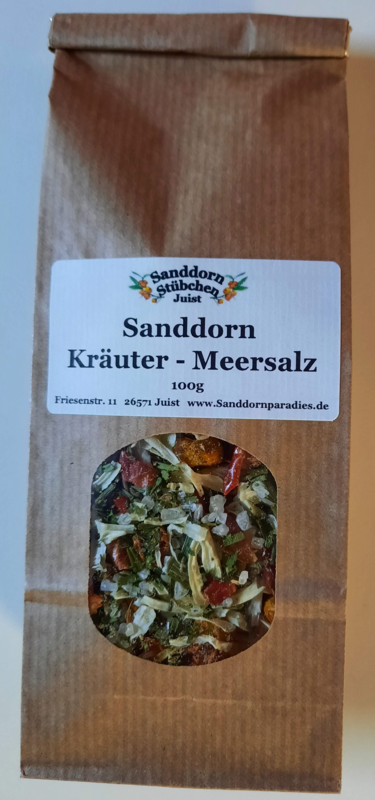 Sanddorn
Stübchen
Juist
Sanddorn
Kräuter - Meersalz
100g
Friesenstr. 11 26571 Juist www.Sanddornparadies.de